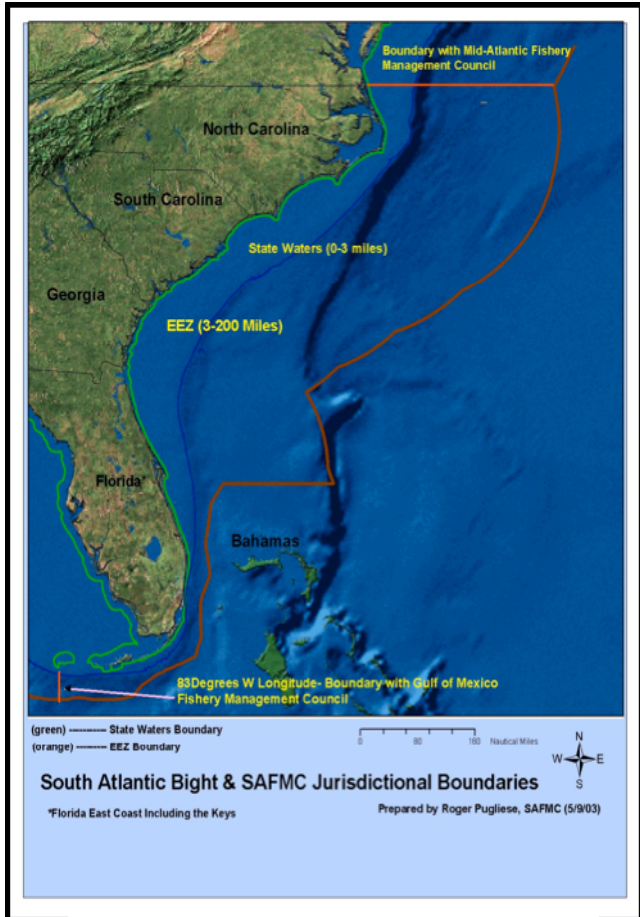 Boundary with Mid-Atlantic Fishery
Management Council
North Carolina
South Carolina
State Waters (0-3 miles)
Georgia
EEZ (3-200 Miles)
Florida*
Bahamas
83Degrees W Longitude- Boundary with Gulf of Mexico
Fishery Management Council
(green) ----------- State Waters Boundary
(orange) --------- EEZ Boundary
0 80 160 Nautical Miles
N
W E
S
South Atlantic Bight & SAFMC Jurisdictional Boundaries
*Florida East Coast Including the Keys
Prepared by Roger Pugliese, SAFMC (5/9/03)